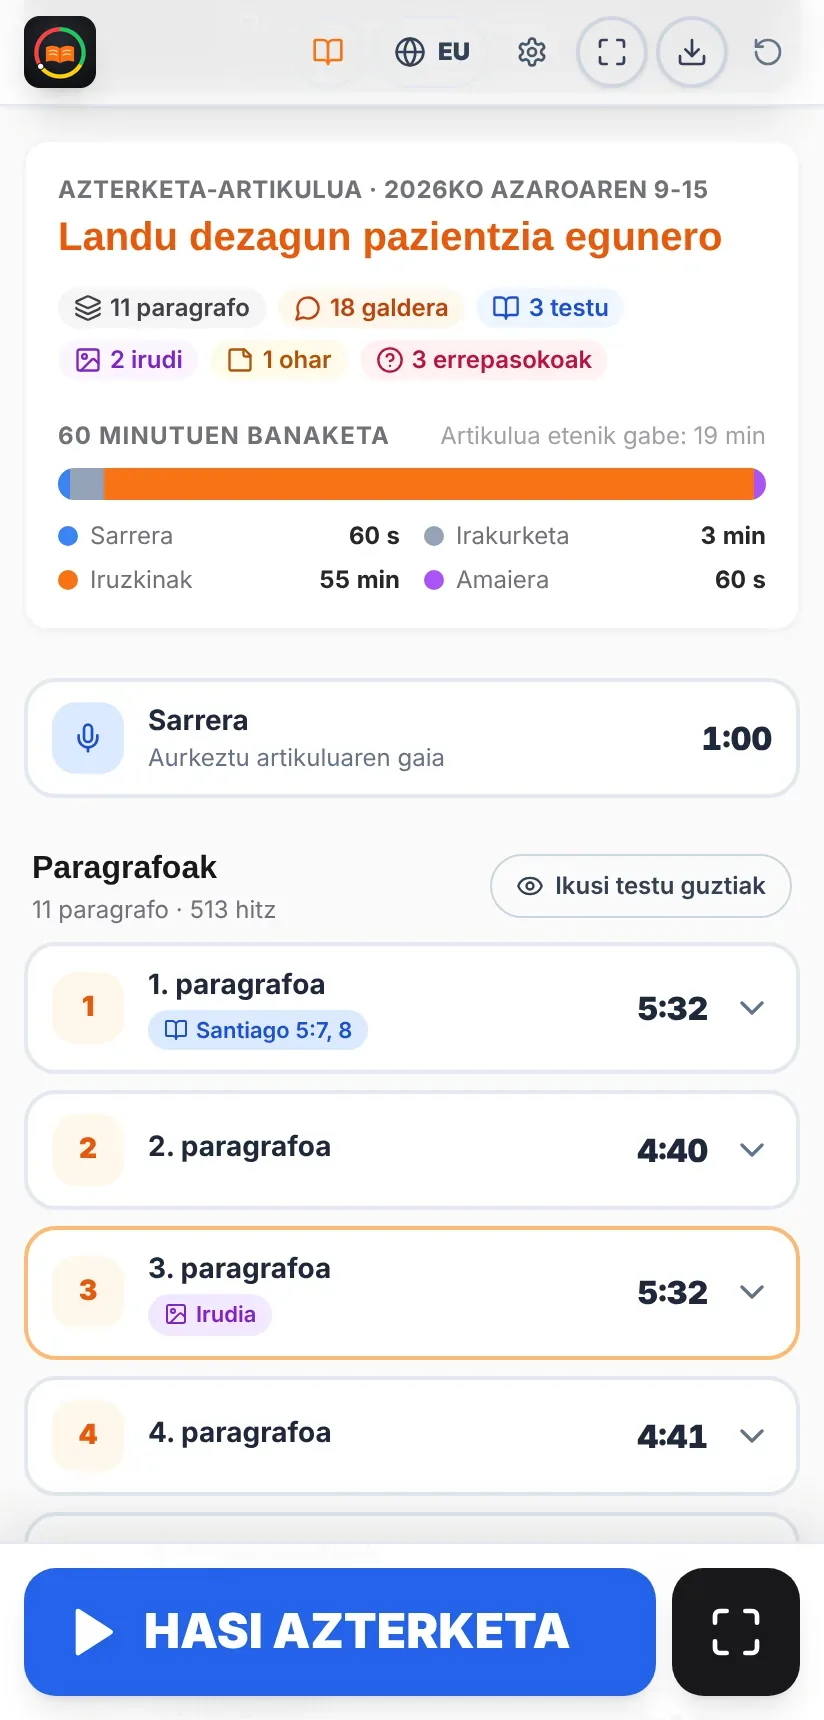 EU
AZTERKETA-ARTIKULUA · 2026KO AZAROAREN 9-15
Landu dezagun pazientzia egunero
11 paragrafo
18 galdera
3 testu
2 irudi
1 ohar
3 errepasokoak
60 MINUTUEN BANAKETA
Artikulua etenik gabe: 19 min
Sarrera 60 s
Irakurketa 3 min
Iruzkinak 55 min
Amaiera 60 s
Sarrera
Aurkeztu artikuluaren gaia
1:00
Paragrafoak
11 paragrafo · 513 hitz
Ikusi testu guztiak
1
1. paragrafoa
Santiago 5:7, 8
5:32
2
2. paragrafoa
4:40
3
3. paragrafoa
Irudia
5:32
4
4. paragrafoa
4:41
HASI AZTERKETA